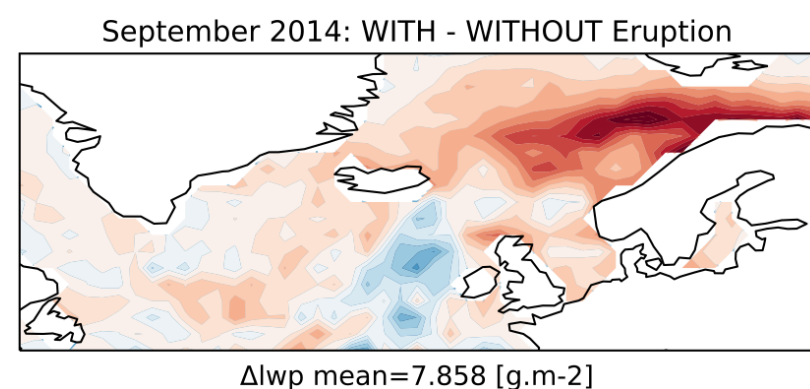 September 2014: WITH - WITHOUT Eruption
Δlwp mean=7.858 [g.m-2]